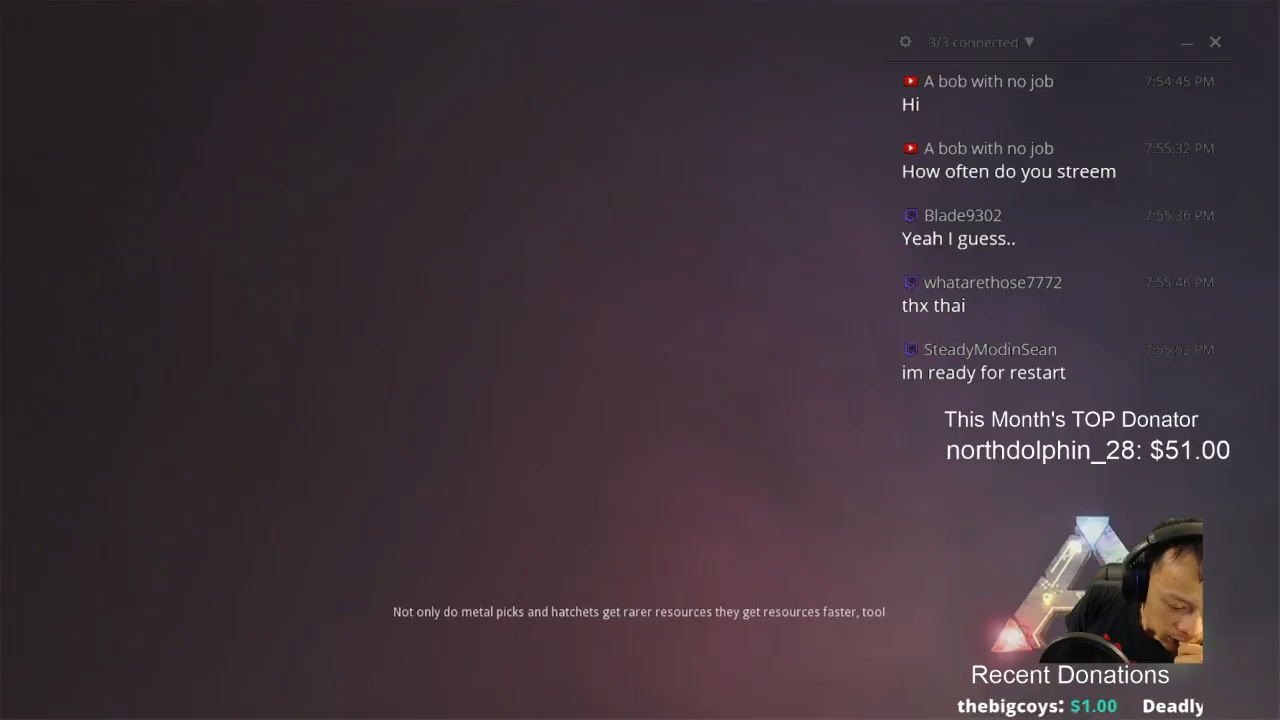 3/3 connected ▼
A bob with no job 7:54:45 PM
Hi
A bob with no job 7:55:32 PM
How often do you streem
Blade9302 7:55:36 PM
Yeah I guess..
whatarethose7772 7:55:46 PM
thx thai
SteadyModinSean 7:55:52 PM
im ready for restart
This Month's TOP Donator
northdolphin_28: $51.00
Not only do metal picks and hatchets get rarer resources they get resources faster, too!
Recent Donations
thebigcoys: $1.00 Deadly